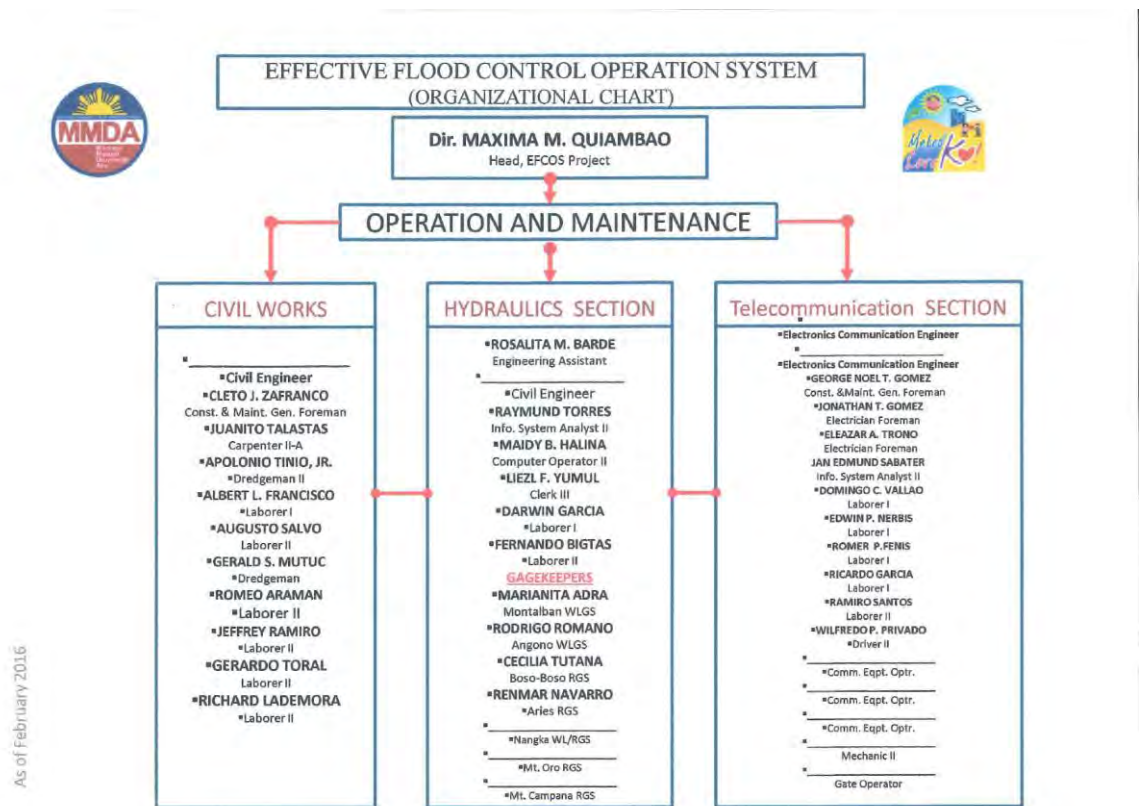 EFFECTIVE FLOOD CONTROL OPERATION SYSTEM
(ORGANIZATIONAL CHART)
MMDA
Metro
Ko!
Dir. MAXIMA M. QUIAMBAO
Head, EFCOS Project
OPERATION AND MAINTENANCE
CIVIL WORKS
▪Civil Engineer
▪CLETO J. ZAFRANCO
Const. & Maint. Gen. Foreman
▪JUANITO TALASTAS
Carpenter II-A
▪APOLONIO TINIO, JR.
▪Dredgeman II
▪ALBERT L. FRANCISCO
▪Laborer I
▪AUGUSTO SALVO
Laborer II
▪GERALD S. MUTUC
▪Dredgeman
▪ROMEO ARAMAN
▪Laborer II
▪JEFFREY RAMIRO
▪Laborer II
▪GERARDO TORAL
Laborer II
▪RICHARD LADEMORA
▪Laborer II
HYDRAULICS SECTION
▪ROSALITA M. BARDE
Engineering Assistant
▪Civil Engineer
▪RAYMUND TORRES
Info. System Analyst II
▪MAIDY B. HALINA
Computer Operator II
▪LIEZL F. YUMUL
Clerk III
▪DARWIN GARCIA
▪Laborer I
▪FERNANDO BIGTAS
▪Laborer II
GAGEKEEPERS
▪MARIANITA ADRA
Montalban WLGS
▪RODRIGO ROMANO
Angono WLGS
▪CECILIA TUTANA
Boso-Boso RGS
▪RENMAR NAVARRO
▪Aries RGS
▪Nangka WL/RGS
▪Mt. Oro RGS
▪Mt. Campana RGS
Telecommunication SECTION
▪Electronics Communication Engineer
▪Electronics Communication Engineer
▪GEORGE NOEL T. GOMEZ
Const. &Maint. Gen. Foreman
▪JONATHAN T. GOMEZ
Electrician Foreman
▪ELEAZAR A. TRONO
Electrician Foreman
JAN EDMUND SABATER
Info. System Analyst II
▪DOMINGO C. VALLAO
Laborer I
▪EDWIN P. NERBIS
Laborer I
▪ROMER P.FENIS
Laborer I
▪RICARDO GARCIA
Laborer I
▪RAMIRO SANTOS
Laborer II
▪WILFREDO P. PRIVADO
▪Driver II
▪Comm. Eqpt. Optr.
▪Comm. Eqpt. Optr.
▪Comm. Eqpt. Optr.
Mechanic II
Gate Operator
As of February 2016